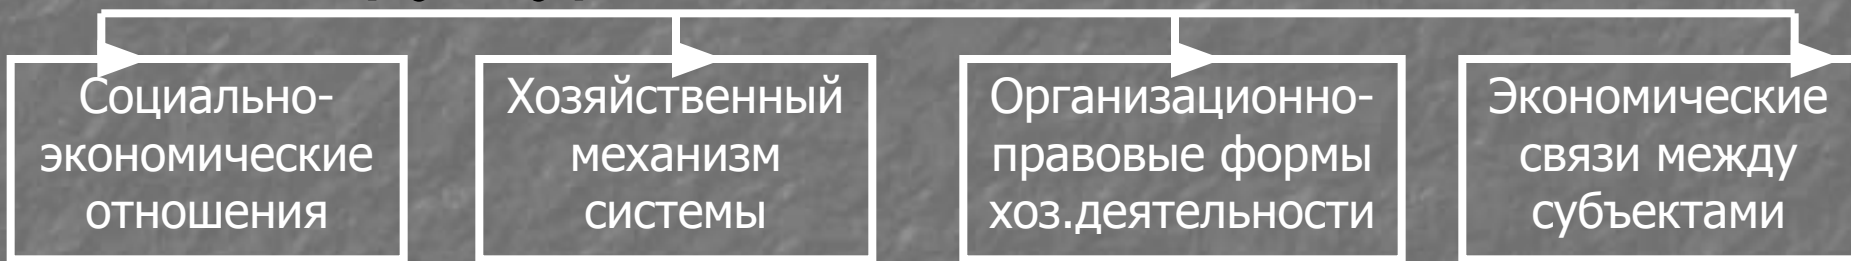 Социально-
экономические
отношения
Хозяйственный
механизм
системы
Организационно-
правовые формы
хоз.деятельности
Экономические
связи между
субъектами